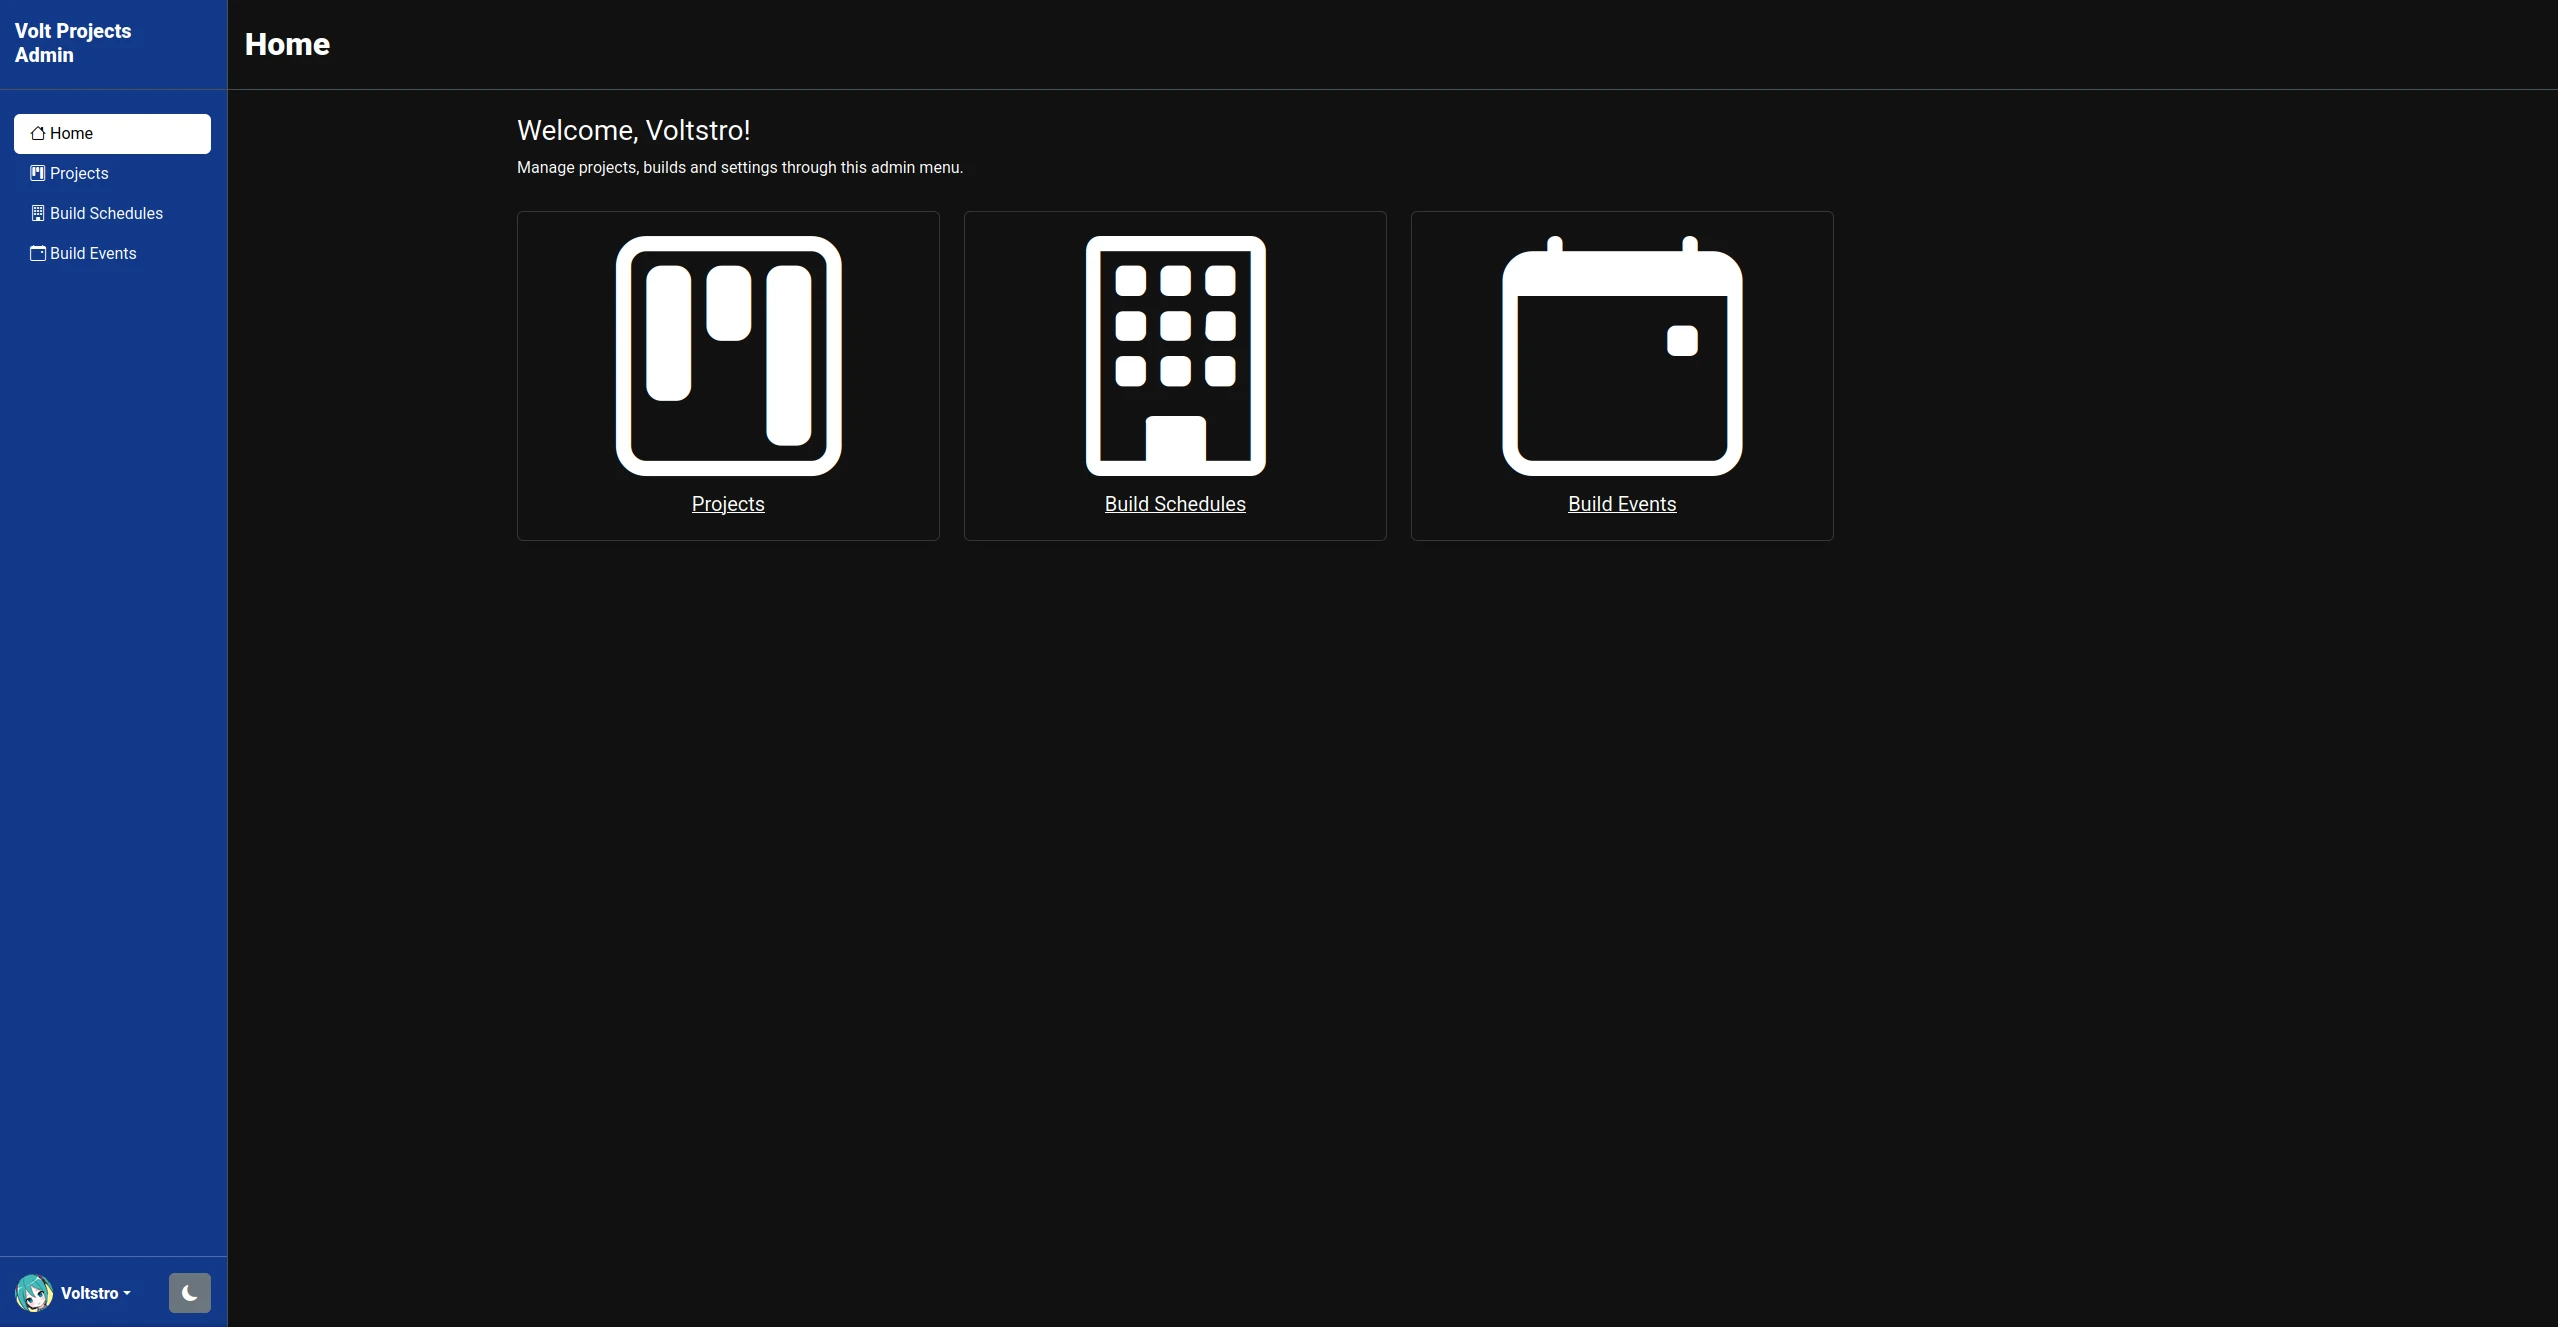 Volt Projects
Admin
Home
Projects
Build Schedules
Build Events
Voltstro
Home
Welcome, Voltstro!
Manage projects, builds and settings through this admin menu.
Projects
Build Schedules
Build Events